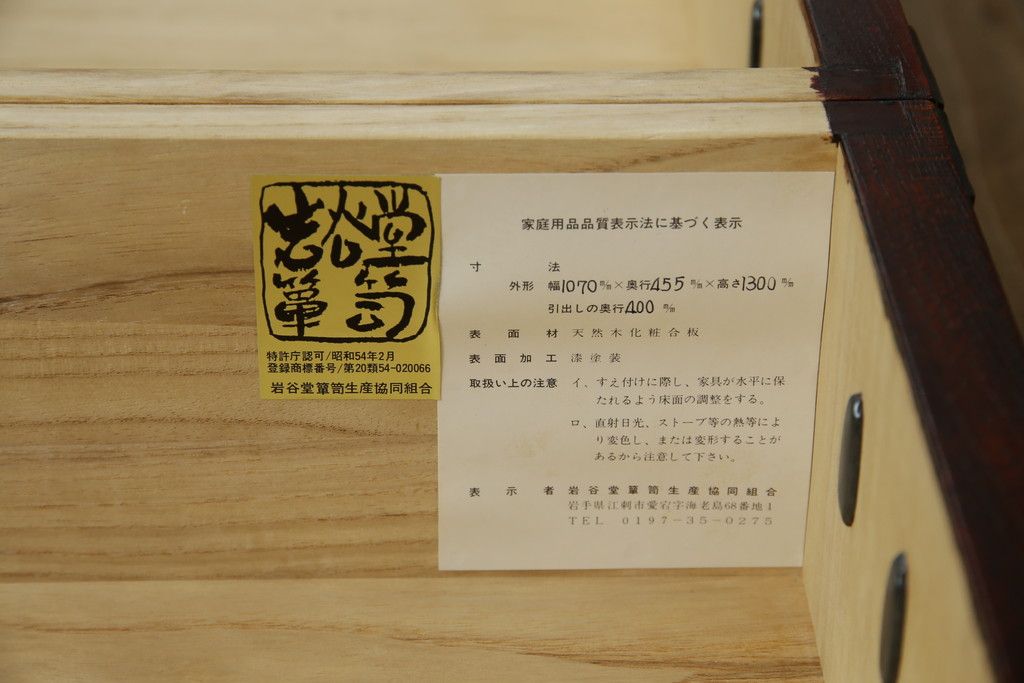 岩谷堂
簞笥
特許庁認可/昭和54年2月
登録商標番号/第20類54-020066
岩谷堂簞笥生産協同組合
家庭用品品質表示法に基づく表示
寸法
外形 幅1070m/m×奥行455m/m×高さ1300m/m
引出しの奥行400m/m
表面材 天然木化粧合板
表面加工 漆塗装
取扱い上の注意 イ、すえ付けに際し、家具が水平に保
たれるよう床面の調整をする。
ロ、直射日光、ストーブ等の熱等によ
り変色し、または変形することが
あるから注意して下さい。
表示者 岩谷堂簞笥生産協同組合
岩手県江刺市愛宕字海老島68番地1
TEL 0197-35-0275